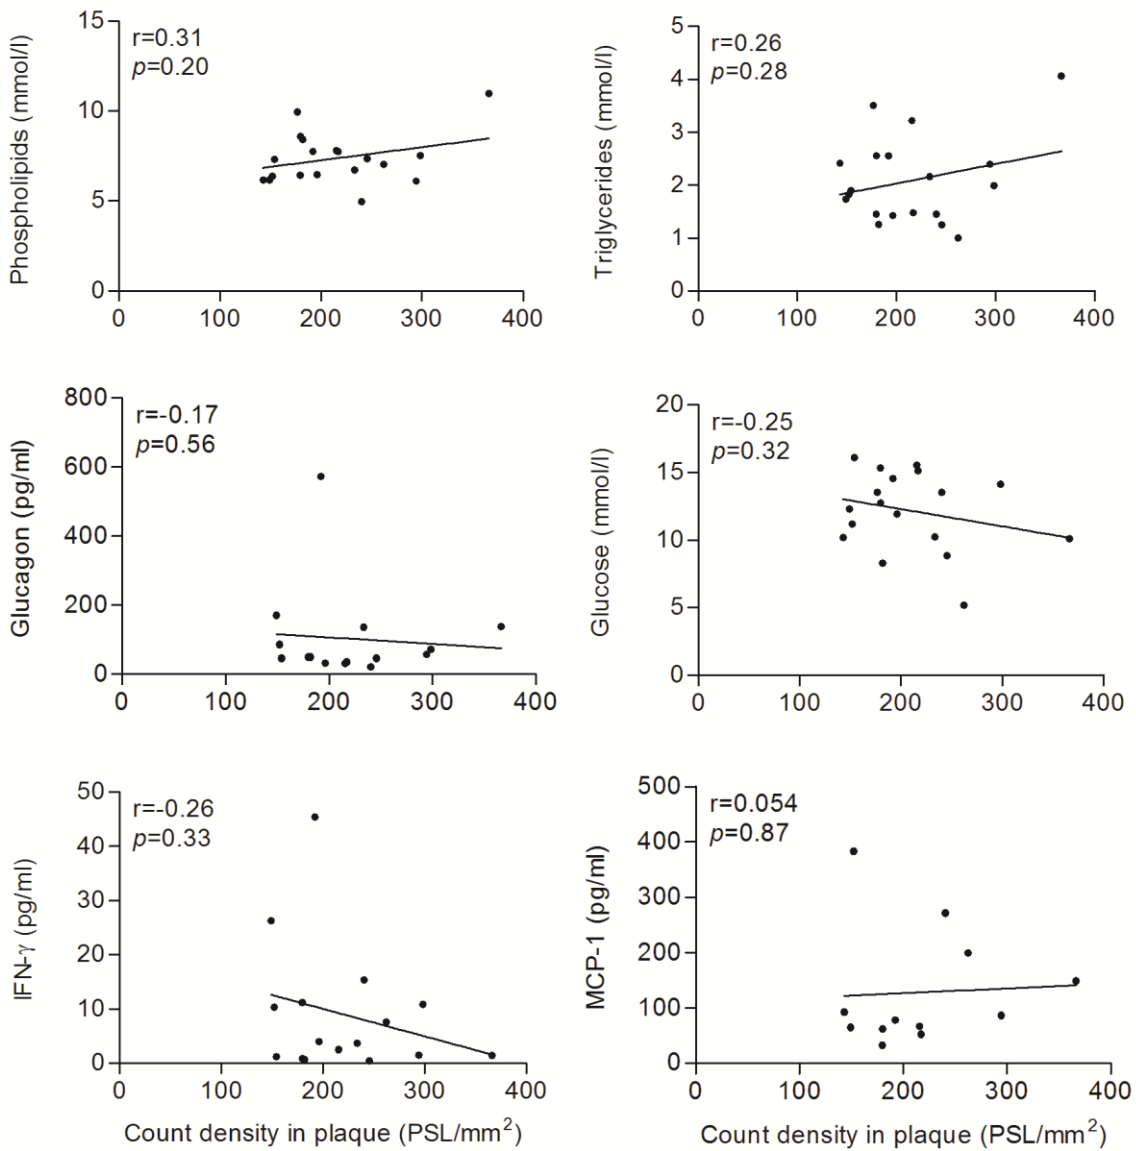 Phospholipids (mmol/l)
15
10
5
0
r=0.31
p=0.20
0 100 200 300 400
Triglycerides (mmol/l)
5
4
3
2
1
0
r=0.26
p=0.28
0 100 200 300 400
Glucagon (pg/ml)
800
600
400
200
0
r=-0.17
p=0.56
0 100 200 300 400
Glucose (mmol/l)
20
15
10
5
0
r=-0.25
p=0.32
0 100 200 300 400
IFN-γ (pg/ml)
50
40
30
20
10
0
r=-0.26
p=0.33
0 100 200 300 400
Count density in plaque (PSL/mm²)
MCP-1 (pg/ml)
500
400
300
200
100
0
r=0.054
p=0.87
0 100 200 300 400
Count density in plaque (PSL/mm²)